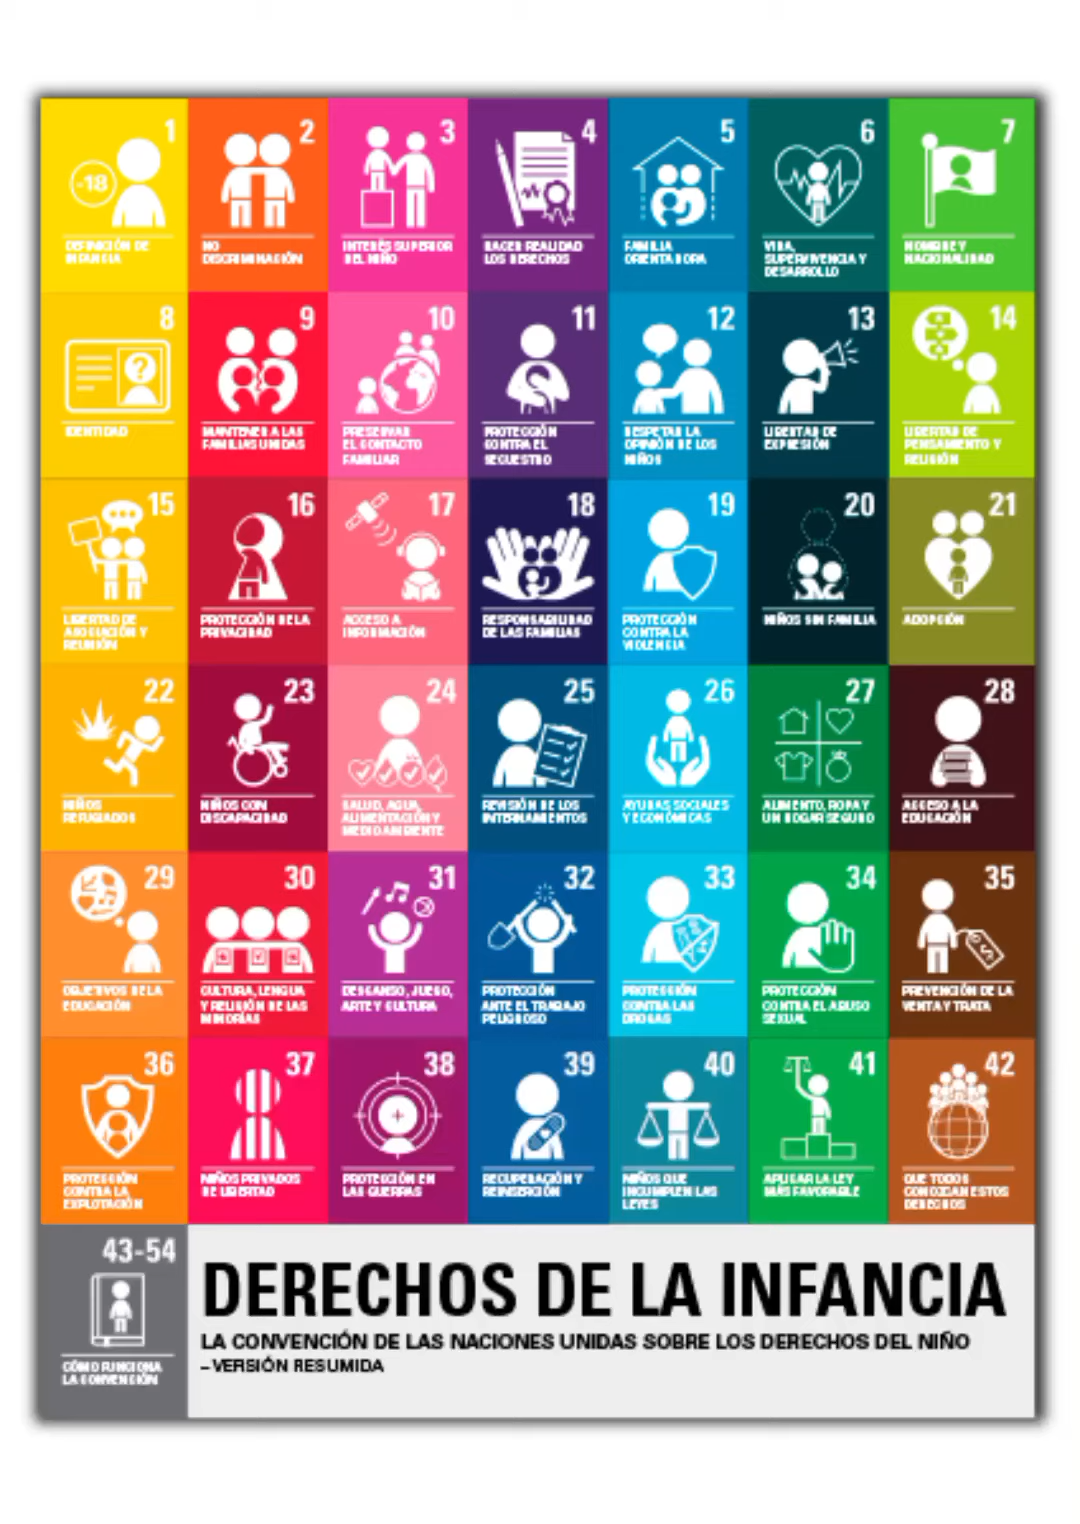 1
-18
DEFINICIÓN DE
INFANCIA
2
NO
DISCRIMINACIÓN
3
INTERÉS SUPERIOR
DEL NIÑO
4
HACER REALIDAD
LOS DERECHOS
5
FAMILIA
ORIENTADORA
6
VIDA,
SUPERVIVENCIA Y
DESARROLLO
7
NOMBRE Y
NACIONALIDAD
8
?
IDENTIDAD
9
MANTENER A LAS
FAMILIAS UNIDAS
10
PRESERVAR
EL CONTACTO
FAMILIAR
11
PROTECCIÓN
CONTRA EL
SECUESTRO
12
RESPETAR LA
OPINIÓN DE LOS
NIÑOS
13
LIBERTAD DE
EXPRESIÓN
14
LIBERTAD DE
PENSAMIENTO Y
RELIGIÓN
15
LIBERTAD DE
ASOCIACIÓN Y
REUNIÓN
16
PROTECCIÓN DE LA
PRIVACIDAD
17
ACCESO A
INFORMACIÓN
18
RESPONSABILIDAD
DE LAS FAMILIAS
19
PROTECCIÓN
CONTRA LA
VIOLENCIA
20
NIÑOS SIN FAMILIA
21
ADOPCIÓN
22
NIÑOS
REFUGIADOS
23
NIÑOS CON
DISCAPACIDAD
24
SALUD, AGUA,
ALIMENTACIÓN Y
MEDIO AMBIENTE
25
REVISIÓN DE LOS
INTERNAMIENTOS
26
AYUDAS SOCIALES
Y ECONÓMICAS
27
ALIMENTO, ROPA Y
UN HOGAR SEGURO
28
ACCESO A LA
EDUCACIÓN
29
OBJETIVOS DE LA
EDUCACIÓN
30
CULTURA, LENGUA
Y RELIGIÓN DE LAS
MINORÍAS
31
DESCANSO, JUEGO,
ARTE Y CULTURA
32
PROTECCIÓN
ANTE EL TRABAJO
PELIGROSO
33
PROTECCIÓN
CONTRA LAS
DROGAS
34
PROTECCIÓN
CONTRA EL ABUSO
SEXUAL
35
$
PREVENCIÓN DE LA
VENTA Y TRATA
36
PROTECCIÓN
CONTRA LA
EXPLOTACIÓN
37
NIÑOS PRIVADOS
DE LIBERTAD
38
PROTECCIÓN EN
LAS GUERRAS
39
RECUPERACIÓN Y
REINSERCIÓN
40
NIÑOS QUE
INCUMPLEN LAS
LEYES
41
APLICAR LA LEY
MÁS FAVORABLE
42
QUE TODOS
CONOZCAN ESTOS
DERECHOS
43-54
CÓMO FUNCIONA
LA CONVENCIÓN
DERECHOS DE LA INFANCIA
LA CONVENCIÓN DE LAS NACIONES UNIDAS SOBRE LOS DERECHOS DEL NIÑO
–VERSIÓN RESUMIDA